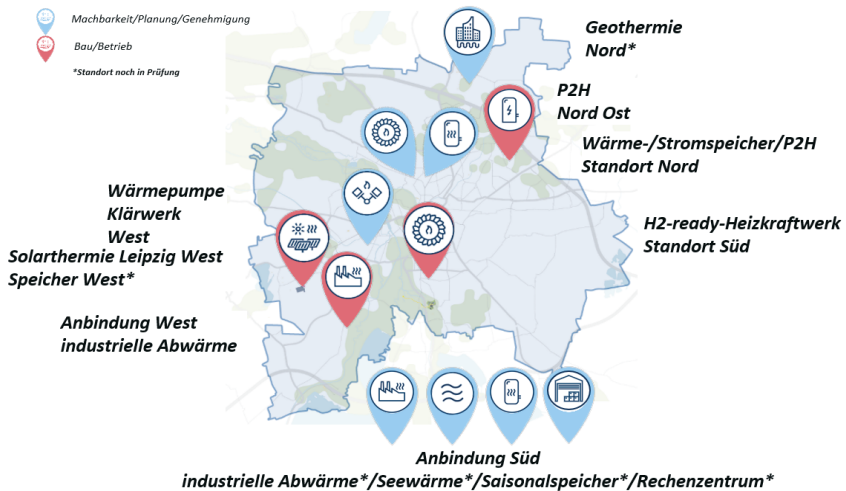 Machbarkeit/Planung/Genehmigung
Bau/Betrieb
*Standort noch in Prüfung
Geothermie
Nord*
P2H
Nord Ost
Wärme-/Stromspeicher/P2H
Standort Nord
Wärmepumpe
Klärwerk
West
Solarthermie Leipzig West
Speicher West*
H2-ready-Heizkraftwerk
Standort Süd
Anbindung West
industrielle Abwärme
Anbindung Süd
industrielle Abwärme*/Seewärme*/Saisonalspeicher*/Rechenzentrum*